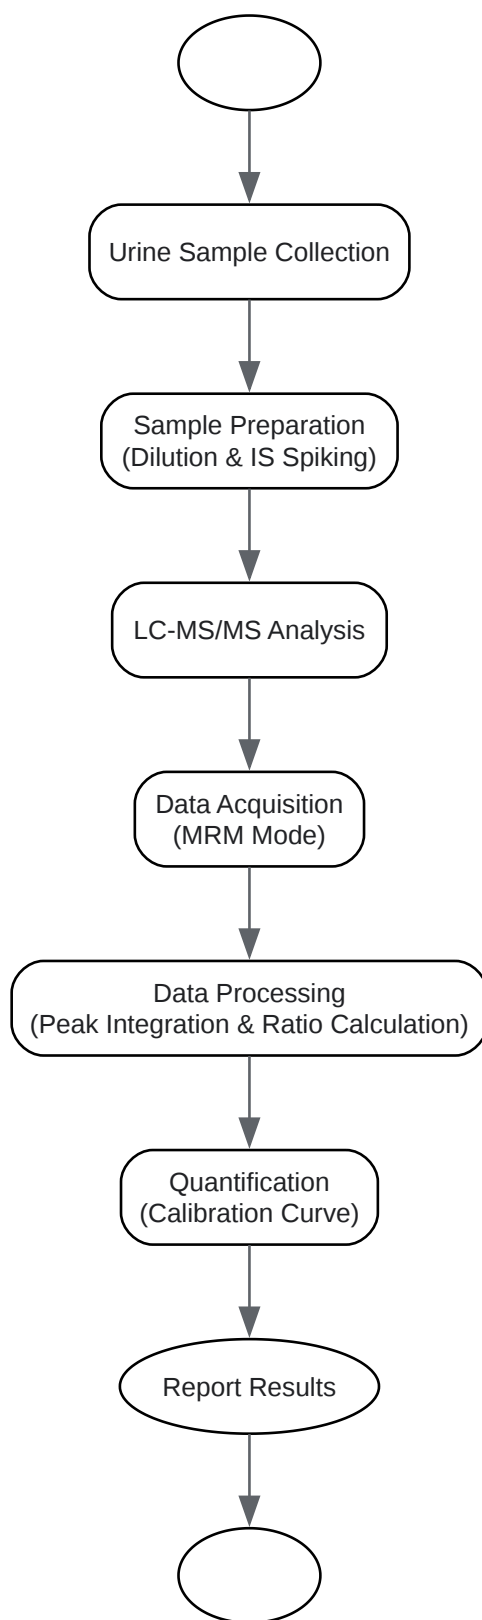 Urine Sample Collection
Sample Preparation
(Dilution & IS Spiking)
LC-MS/MS Analysis
Data Acquisition
(MRM Mode)
Data Processing
(Peak Integration & Ratio Calculation)
Quantification
(Calibration Curve)
Report Results